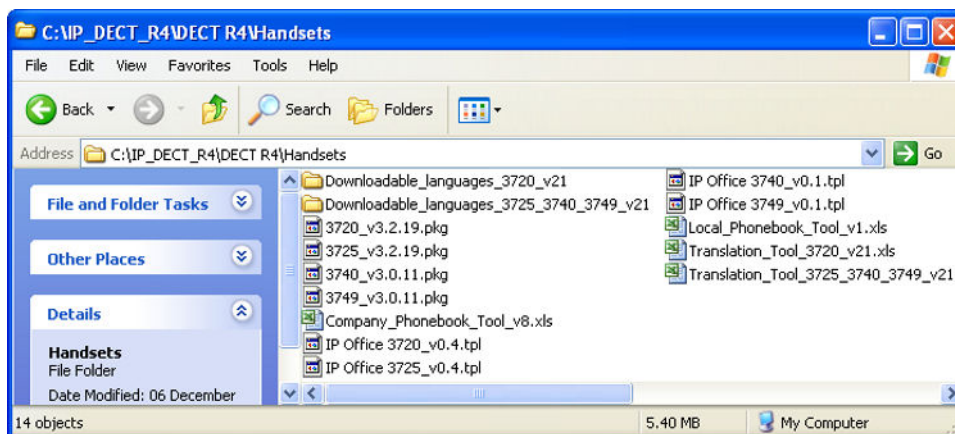 C:\IP_DECT_R4\DECT R4\Handsets
File Edit View Favorites Tools Help
Back Search Folders
Address C:\IP_DECT_R4\DECT R4\Handsets Go
File and Folder Tasks
Other Places
Details
Handsets
File Folder
Date Modified: 06 December
Downloadable_languages_3720_v21
Downloadable_languages_3725_3740_3749_v21
3720_v3.2.19.pkg
3725_v3.2.19.pkg
3740_v3.0.11.pkg
3749_v3.0.11.pkg
Company_Phonebook_Tool_v8.xls
IP Office 3720_v0.4.tpl
IP Office 3725_v0.4.tpl
IP Office 3740_v0.1.tpl
IP Office 3749_v0.1.tpl
Local_Phonebook_Tool_v1.xls
Translation_Tool_3720_v21.xls
Translation_Tool_3725_3740_3749_v21
14 objects 5.40 MB My Computer